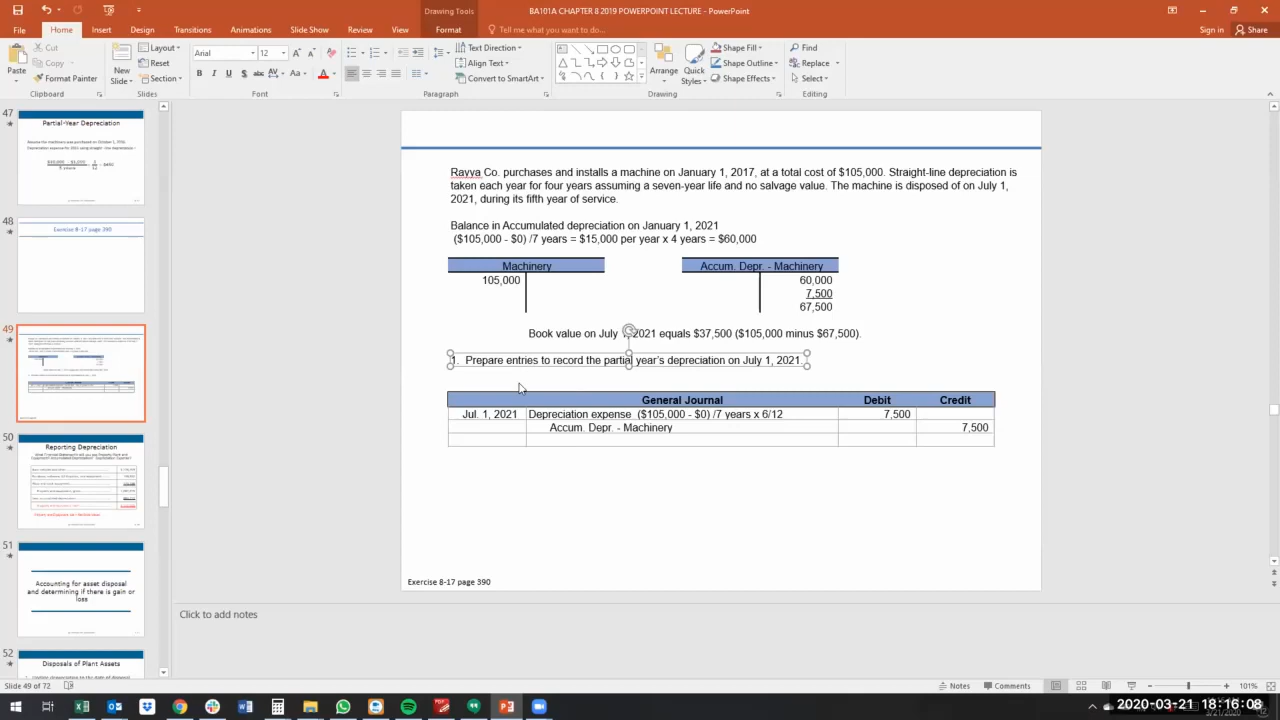 Drawing Tools
BA101A CHAPTER 8 2019 POWERPOINT LECTURE - PowerPoint
File Home Insert Design Transitions Animations Slide Show Review View Format Tell me what you want to do... Sign in Share
Paste Cut Copy Format Painter
Clipboard
New Slide Layout Reset Section
Slides
Arial 12
B I U S abc AV Aa A
Font
Text Direction Align Text Convert to SmartArt
Paragraph
Arrange Quick Styles Shape Fill Shape Outline Shape Effects
Drawing
Find Replace Select
Editing
47
Partial-Year Depreciation
48
Exercise 8-17 page 390
49
50
Reporting Depreciation
51
Accounting for asset disposal
and determining if there is gain or
loss
52
Disposals of Plant Assets
Rayya Co. purchases and installs a machine on January 1, 2017, at a total cost of $105,000. Straight-line depreciation is
taken each year for four years assuming a seven-year life and no salvage value. The machine is disposed of on July 1,
2021, during its fifth year of service.
Balance in Accumulated depreciation on January 1, 2021
($105,000 - $0) /7 years = $15,000 per year x 4 years = $60,000
Machinery Accum. Depr. - Machinery
105,000 60,000
7,500
67,500
Book value on July 2021 equals $37,500 ($105,000 minus $67,500).
1. Prepare entries to record the partial year's depreciation on July 1, 2021.
General Journal Debit Credit
Jul. 1, 2021 Depreciation expense ($105,000 - $0) /7 years x 6/12 7,500
Accum. Depr. - Machinery 7,500
Exercise 8-17 page 390
Click to add notes
Slide 49 of 72 Notes Comments 101%
2020-03-21 18:16:08